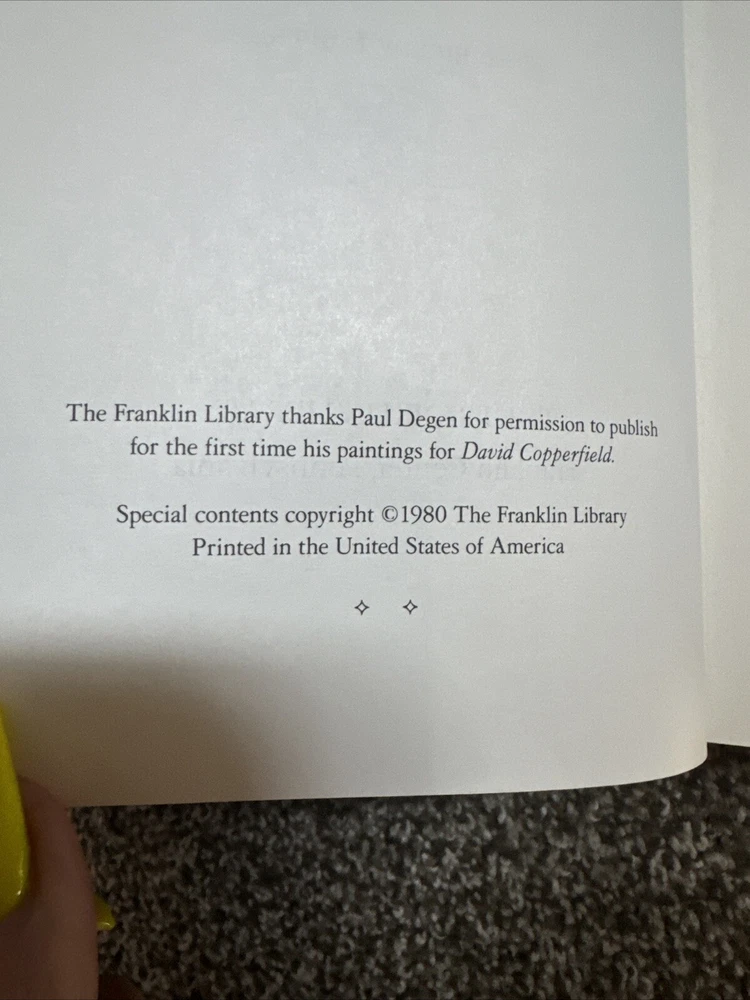 The Franklin Library thanks Paul Degen for permission to publish
for the first time his paintings for David Copperfield.
Special contents copyright ©1980 The Franklin Library
Printed in the United States of America